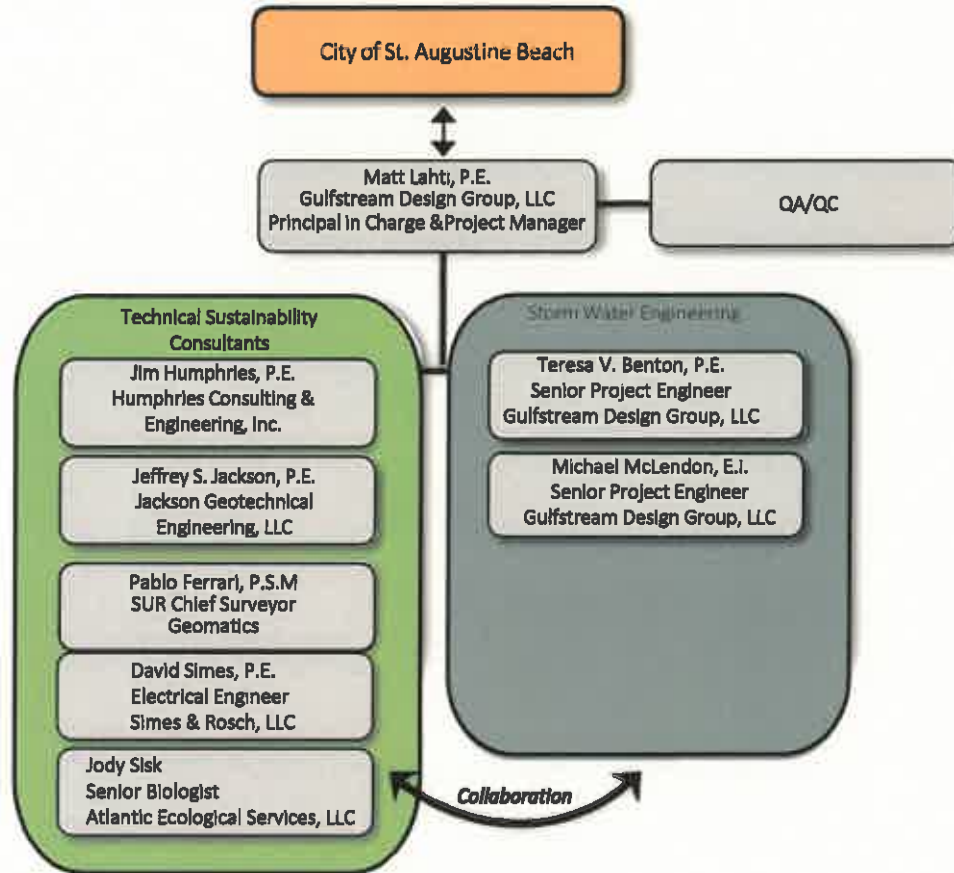 City of St. Augustine Beach
Matt Lahti, P.E.
Gulfstream Design Group, LLC
Principal in Charge &Project Manager
QA/QC
Technical Sustainability
Consultants
Jim Humphries, P.E.
Humphries Consulting &
Engineering, Inc.
Jeffrey S. Jackson, P.E.
Jackson Geotechnical
Engineering, LLC
Pablo Ferrari, P.S.M
SUR Chief Surveyor
Geomatics
David Simes, P.E.
Electrical Engineer
Simes & Rosch, LLC
Jody Sisk
Senior Biologist
Atlantic Ecological Services, LLC
Storm Water Engineering
Teresa V. Benton, P.E.
Senior Project Engineer
Gulfstream Design Group, LLC
Michael McLendon, E.I.
Senior Project Engineer
Gulfstream Design Group, LLC
Collaboration